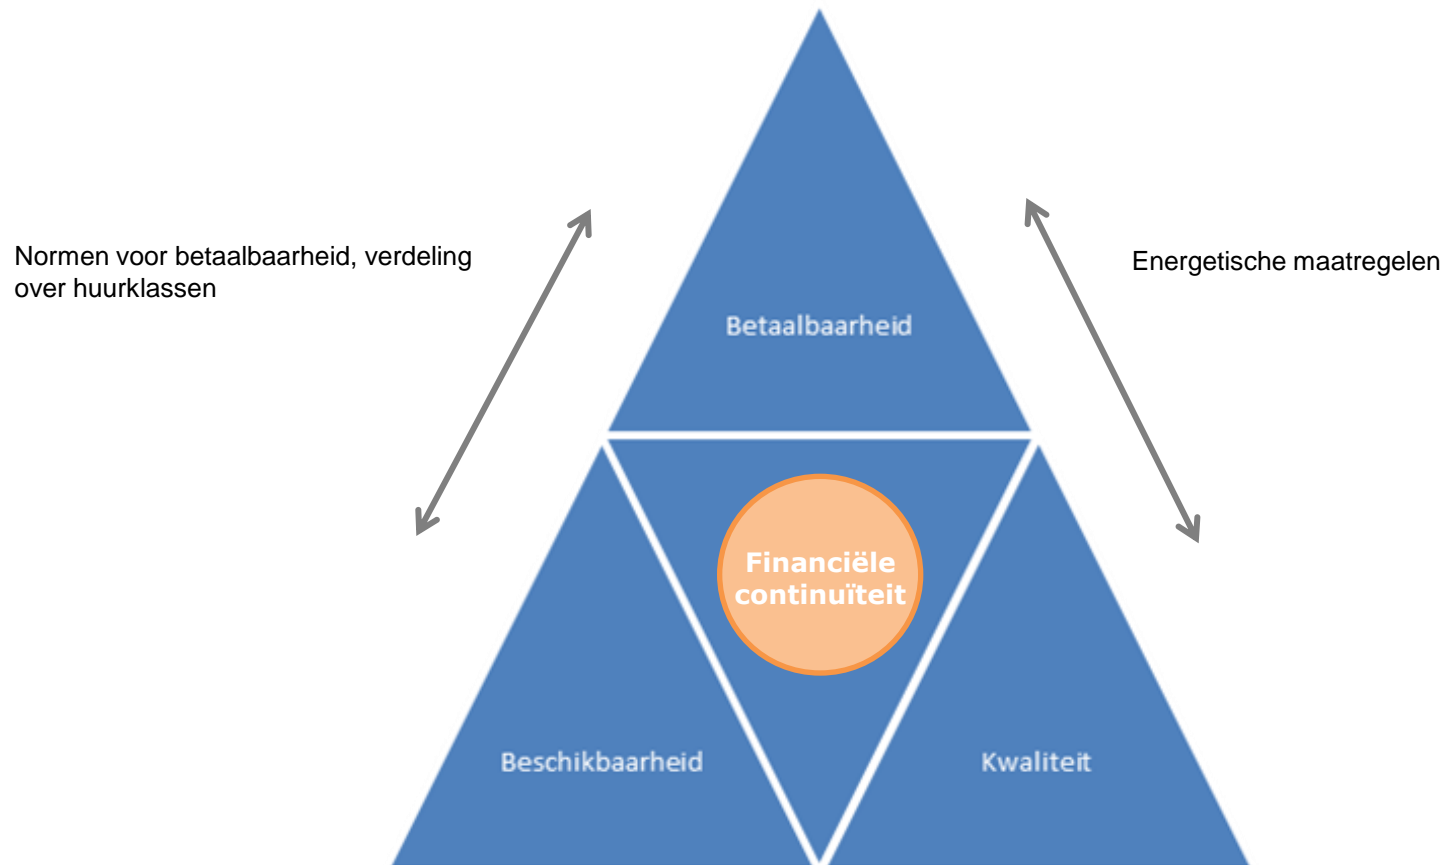 Normen voor betaalbaarheid, verdeling
over huurklassen
Energetische maatregelen
Betaalbaarheid
Financiële
continuïteit
Beschikbaarheid
Kwaliteit